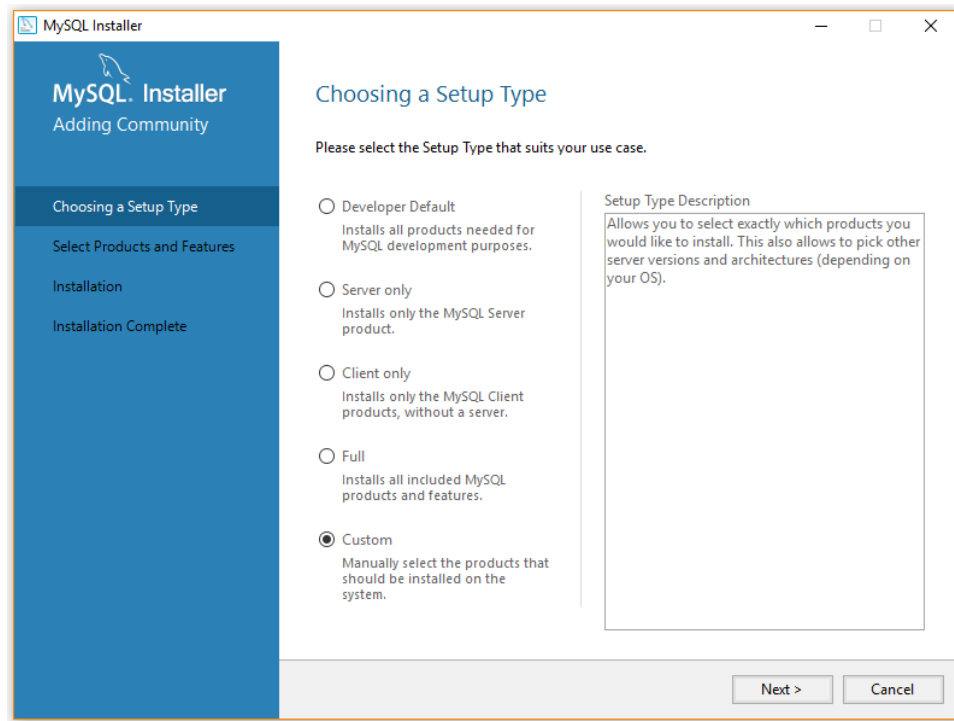 MySQL Installer
MySQL. Installer
Adding Community
Choosing a Setup Type
Select Products and Features
Installation
Installation Complete
Choosing a Setup Type
Please select the Setup Type that suits your use case.
Developer Default
Installs all products needed for
MySQL development purposes.
Server only
Installs only the MySQL Server
product.
Client only
Installs only the MySQL Client
products, without a server.
Full
Installs all included MySQL
products and features.
Custom
Manually select the products that
should be installed on the
system.
Setup Type Description
Allows you to select exactly which products you
would like to install. This also allows to pick other
server versions and architectures (depending on
your OS).
Next >
Cancel